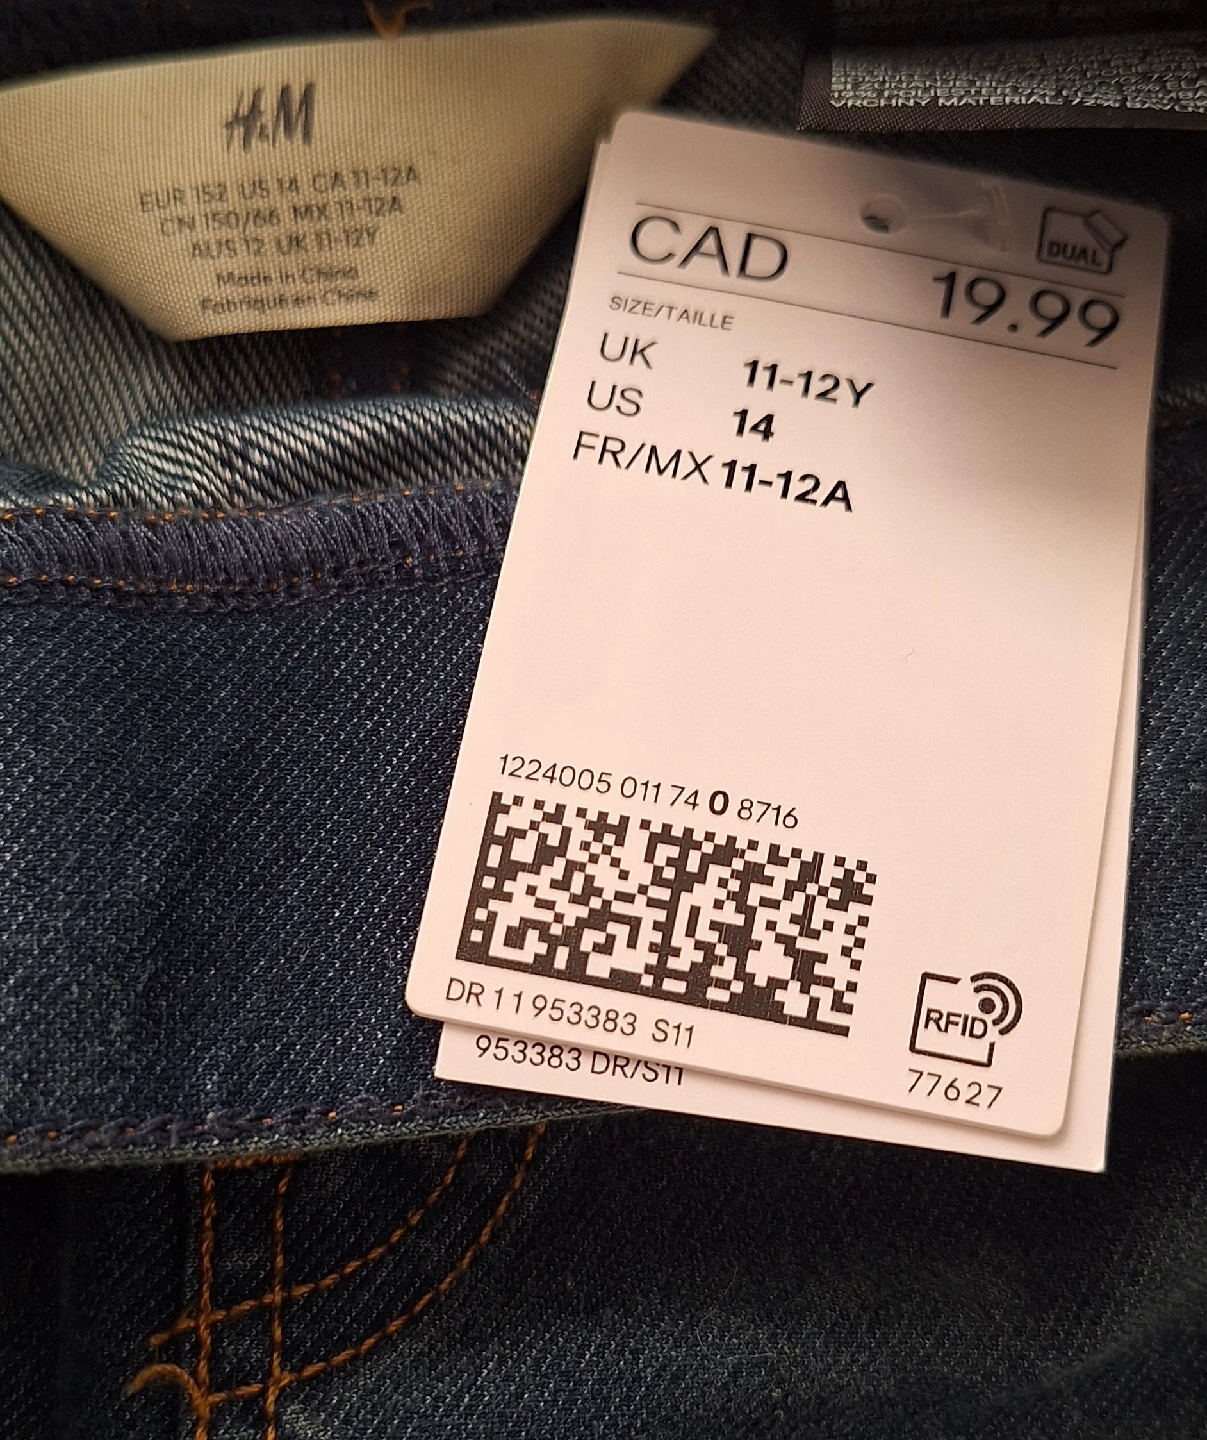 H&M
EUR 152 US 14 CA 11-12A
CN 150/66 MX 11-12A
AUS 12 UK 11-12Y
Made in China
Fabriqué en Chine
DUAL
CAD 19.99
SIZE/TAILLE
UK 11-12Y
US 14
FR/MX 11-12A
1224005 011 74 0 8716
DR 1 1 953383 S11
RFID
953383 DR/S11
77627